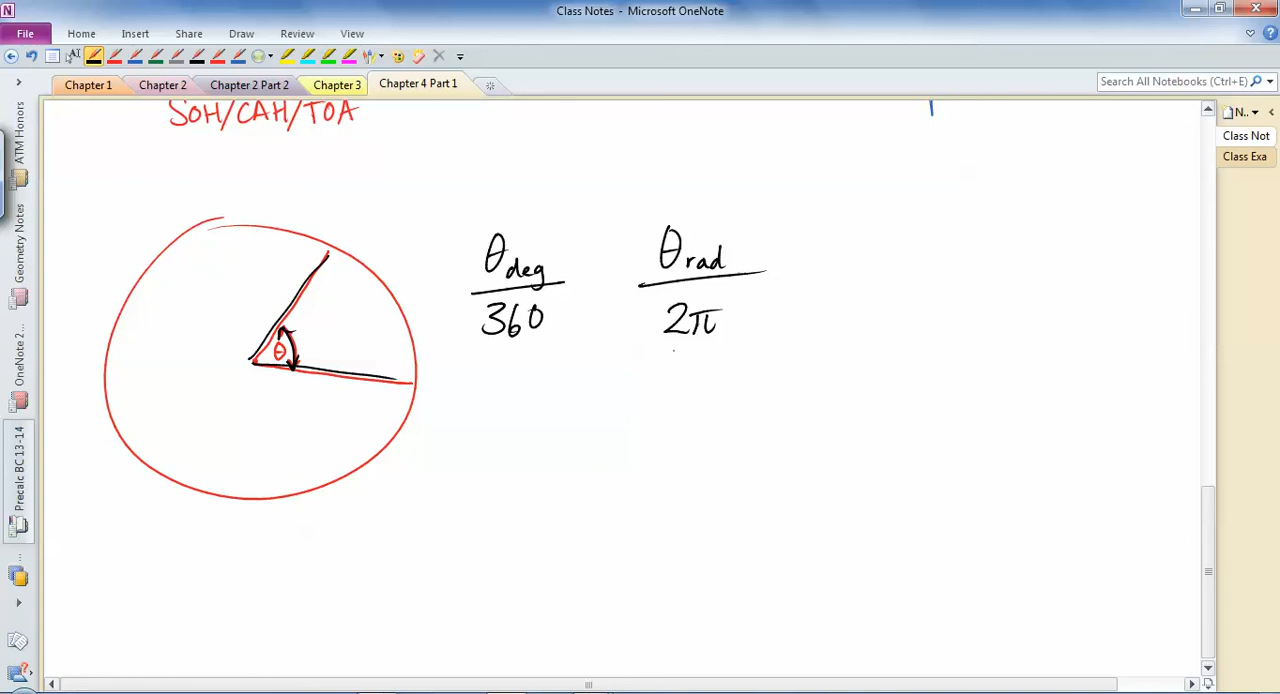 Class Notes - Microsoft OneNote
File Home Insert Share Draw Review View
Chapter 1 Chapter 2 Chapter 2 Part 2 Chapter 3 Chapter 4 Part 1
Search All Notebooks (Ctrl+E)
N..
Class Not
Class Exa
ATM Honors
Geometry Notes
OneNote 2...
Precalc BC 13-14
SOH/CAH/TOA
θ
θdeg θrad
360 2π